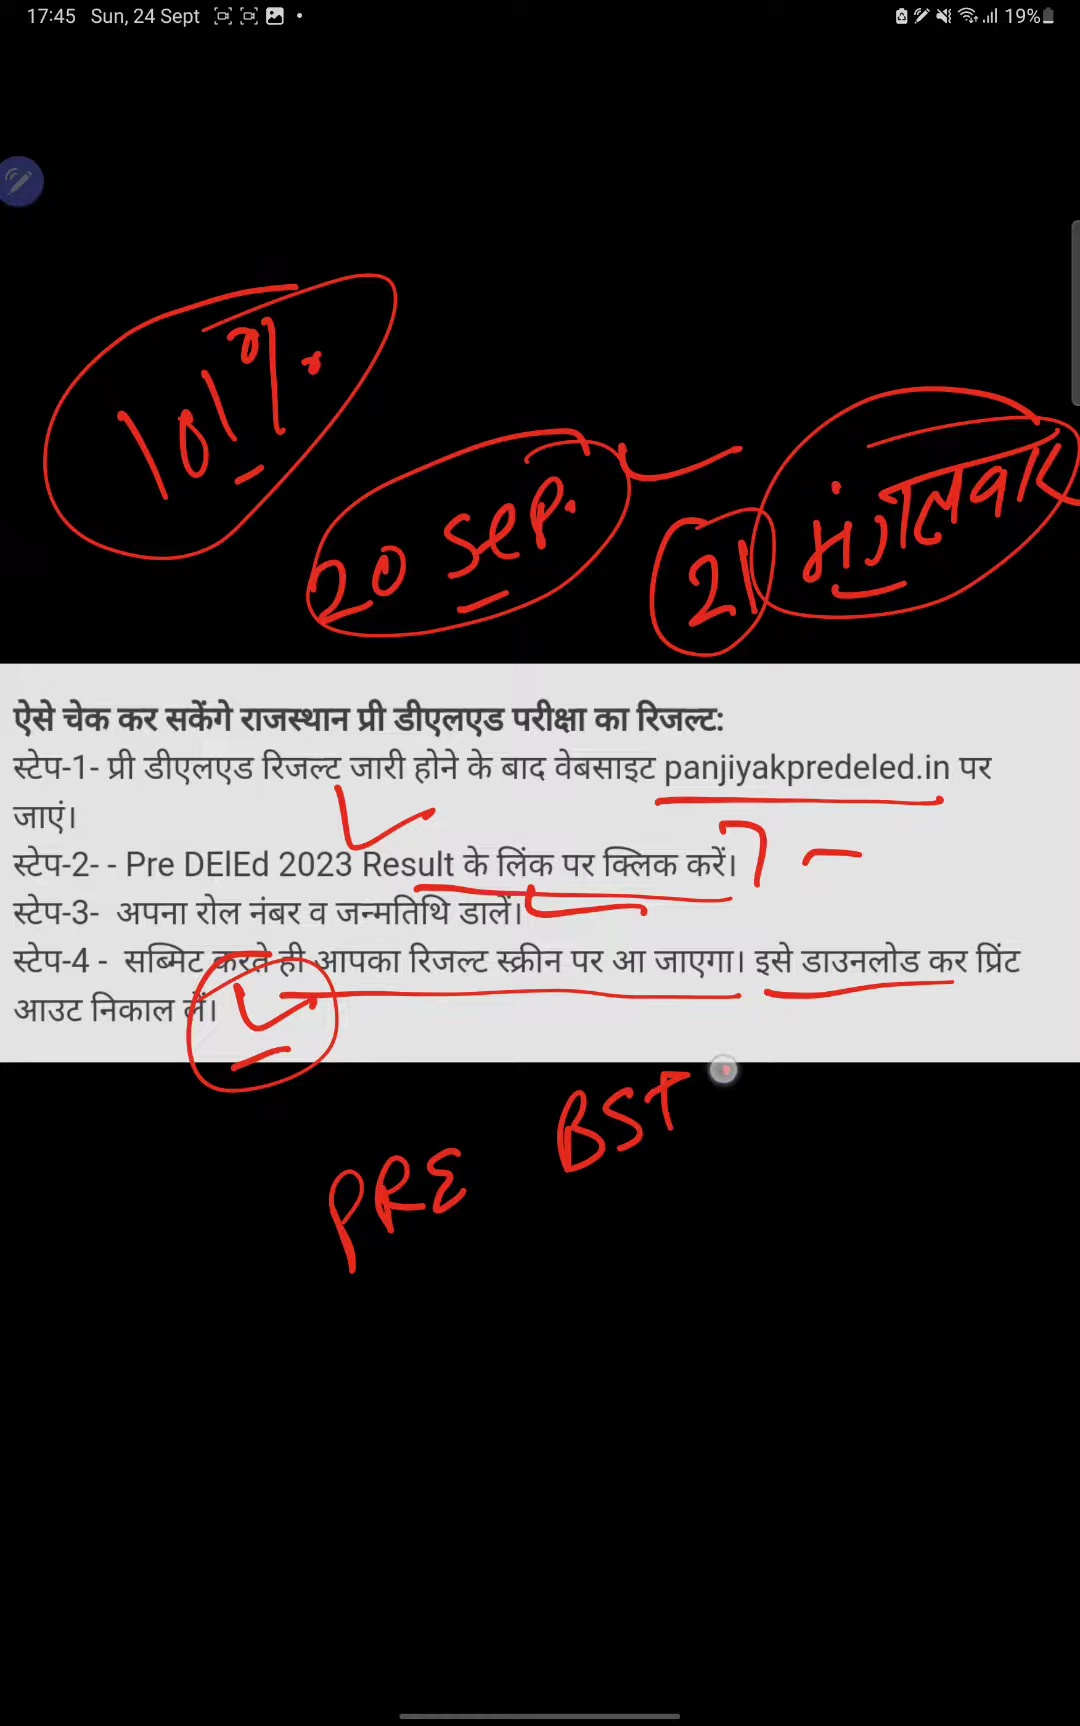 17:45 Sun, 24 Sept
19%
101%
20 Sep.
21 मंगलवार
ऐसे चेक कर सकेंगे राजस्थान प्री डीएलएड परीक्षा का रिजल्ट:
स्टेप-1- प्री डीएलएड रिजल्ट जारी होने के बाद वेबसाइट panjiyakpredeled.in पर
जाएं।
स्टेप-2- - Pre DElEd 2023 Result के लिंक पर क्लिक करें।
स्टेप-3- अपना रोल नंबर व जन्मतिथि डालें।
स्टेप-4 - सब्मिट करते ही आपका रिजल्ट स्क्रीन पर आ जाएगा। इसे डाउनलोड कर प्रिंट
आउट निकाल लें।
PRE BST